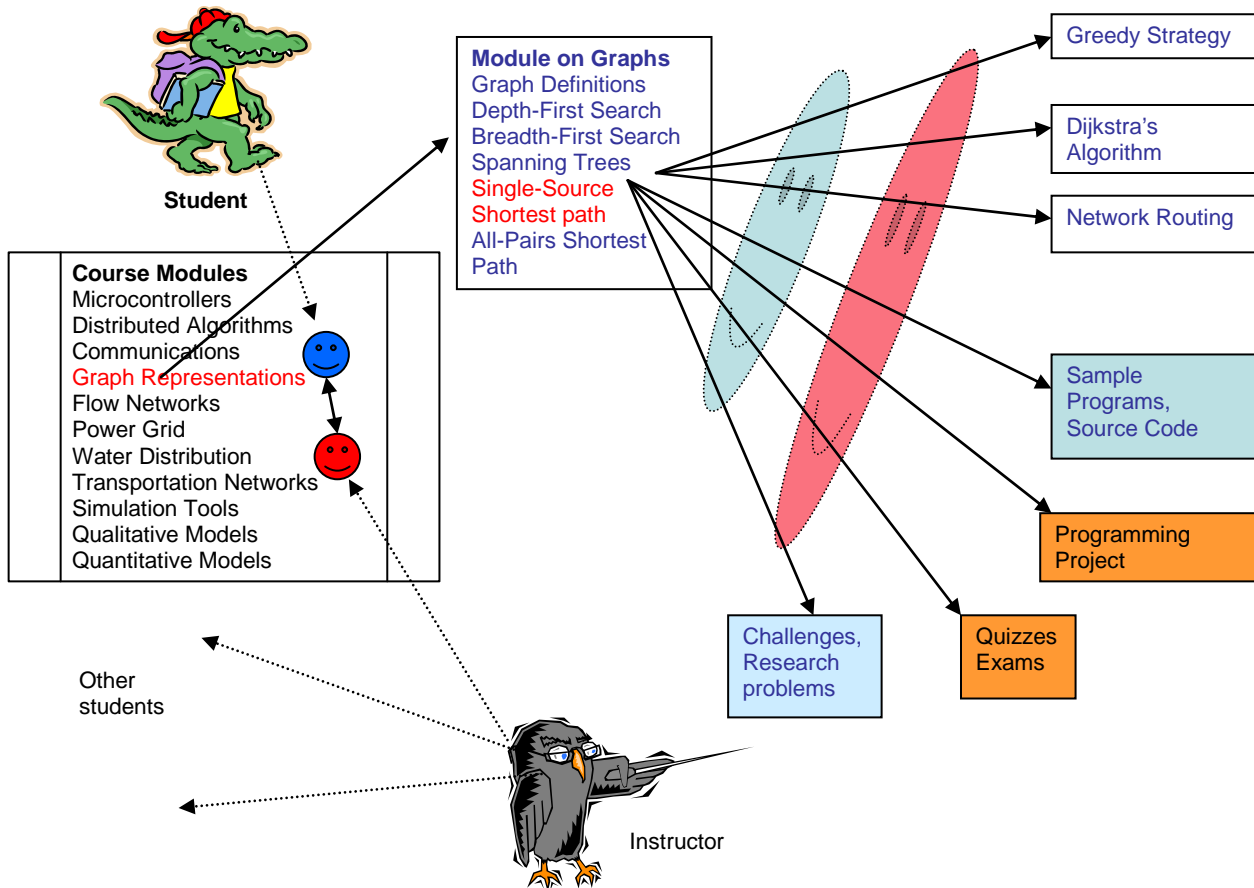 Student
Course Modules
Microcontrollers
Distributed Algorithms
Communications
Graph Representations
Flow Networks
Power Grid
Water Distribution
Transportation Networks
Simulation Tools
Qualitative Models
Quantitative Models
Module on Graphs
Graph Definitions
Depth-First Search
Breadth-First Search
Spanning Trees
Single-Source
Shortest path
All-Pairs Shortest
Path
Greedy Strategy
Dijkstra’s
Algorithm
Network Routing
Sample
Programs,
Source Code
Programming
Project
Quizzes
Exams
Challenges,
Research
problems
Other
students
Instructor